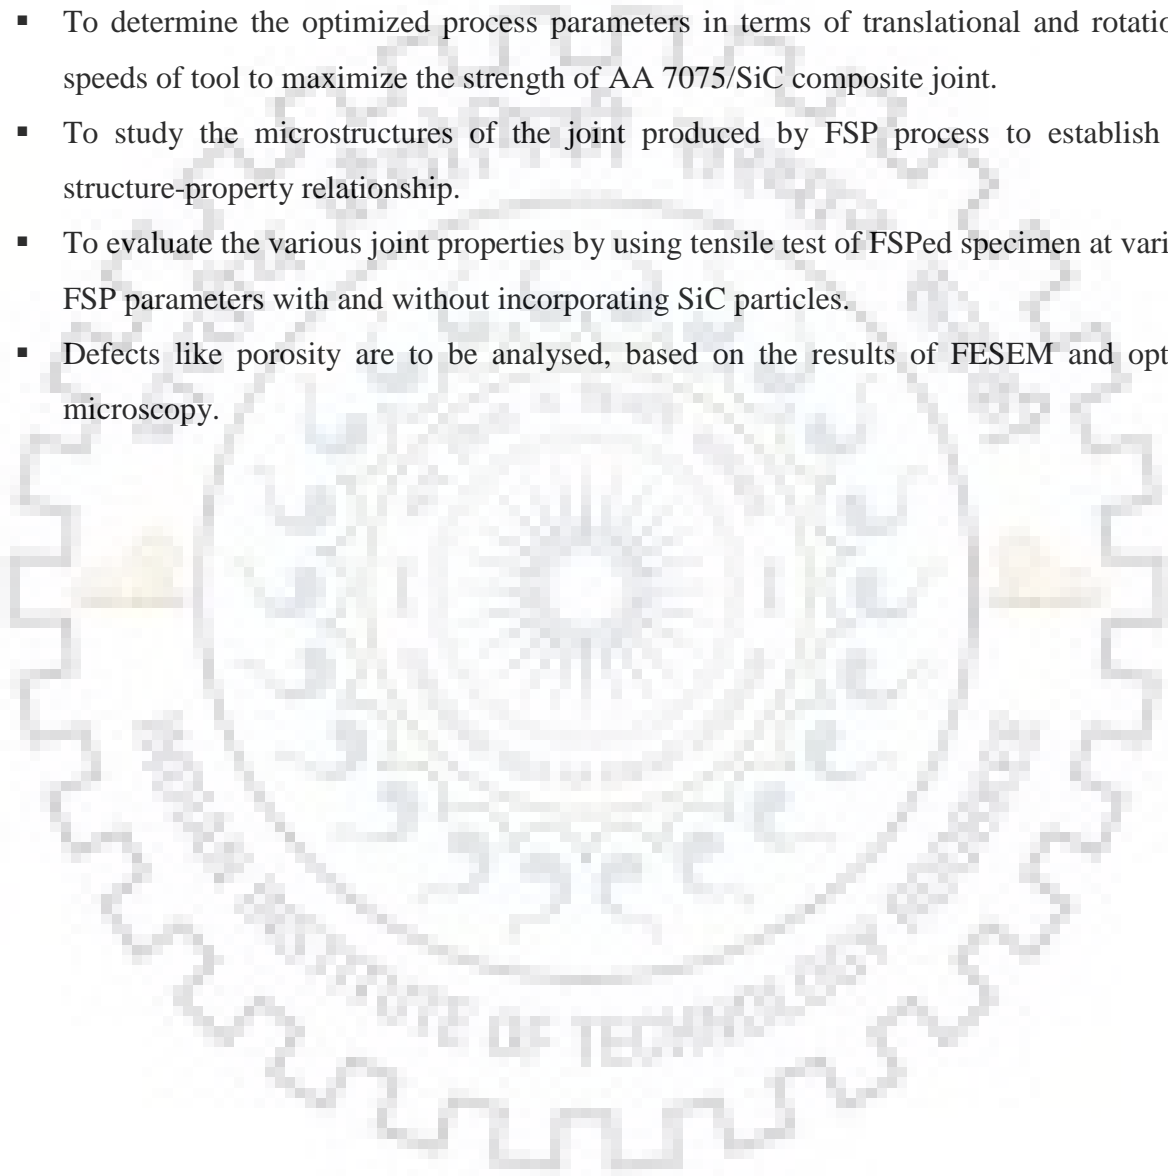 ▪ To determine the optimized process parameters in terms of translational and rotatio
speeds of tool to maximize the strength of AA 7075/SiC composite joint.
▪ To study the microstructures of the joint produced by FSP process to establish
structure-property relationship.
▪ To evaluate the various joint properties by using tensile test of FSPed specimen at vari
FSP parameters with and without incorporating SiC particles.
▪ Defects like porosity are to be analysed, based on the results of FESEM and opt
microscopy.
INSTITUTE OF TECHNOLOGY ROORKEE